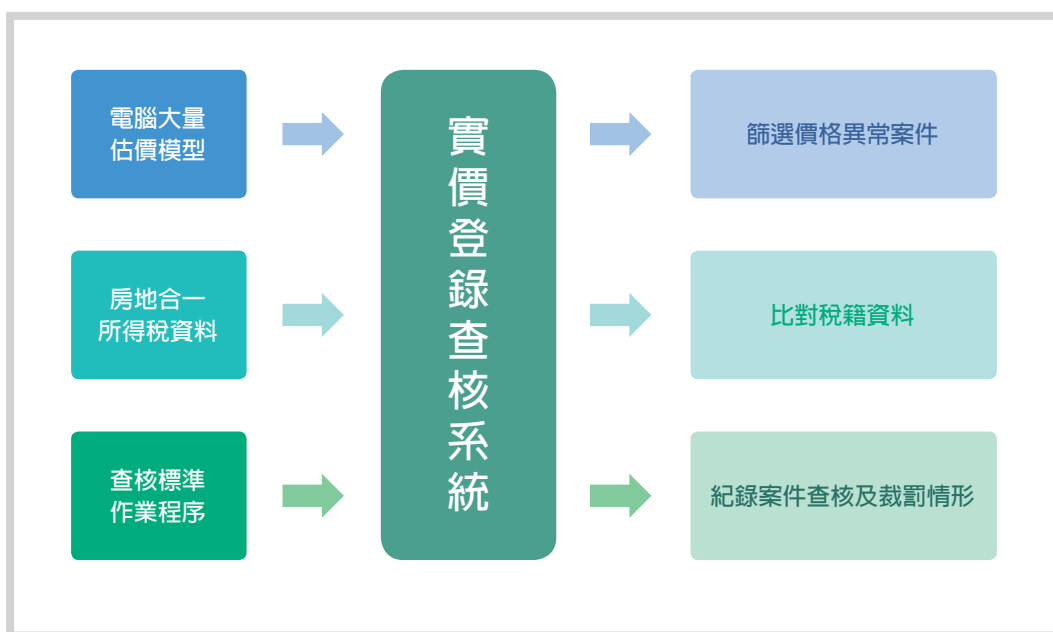 電腦大量
估價模型
房地合一
所得稅資料
查核標準
作業程序
實價登錄查核系統
篩選價格異常案件
比對稅籍資料
紀錄案件查核及裁罰情形